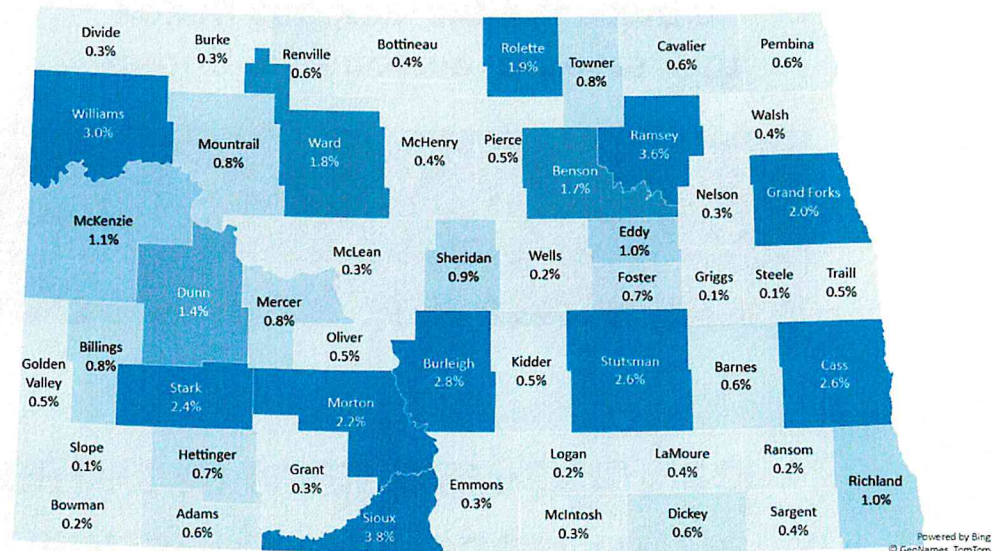 Divide
0.3%
Burke
0.3%
Renville
0.6%
Bottineau
0.4%
Rolette
1.9%
Towner
0.8%
Cavalier
0.6%
Pembina
0.6%
Williams
3.0%
Mountrail
0.8%
Ward
1.8%
McHenry
0.4%
Pierce
0.5%
Benson
1.7%
Ramsey
3.6%
Walsh
0.4%
Nelson
0.3%
Grand Forks
2.0%
McKenzie
1.1%
McLean
0.3%
Sheridan
0.9%
Wells
0.2%
Eddy
1.0%
Foster
0.7%
Griggs
0.1%
Steele
0.1%
Traill
0.5%
Dunn
1.4%
Mercer
0.8%
Oliver
0.5%
Golden
Valley
0.5%
Billings
0.8%
Stark
2.4%
Morton
2.2%
Burleigh
2.8%
Kidder
0.5%
Stutsman
2.6%
Barnes
0.6%
Cass
2.6%
Slope
0.1%
Hettinger
0.7%
Grant
0.3%
Emmons
0.3%
Logan
0.2%
LaMoure
0.4%
Ransom
0.2%
Richland
1.0%
Bowman
0.2%
Adams
0.6%
Sioux
3.8%
McIntosh
0.3%
Dickey
0.6%
Sargent
0.4%
Powered by Bing
© GeoNames, TomTom